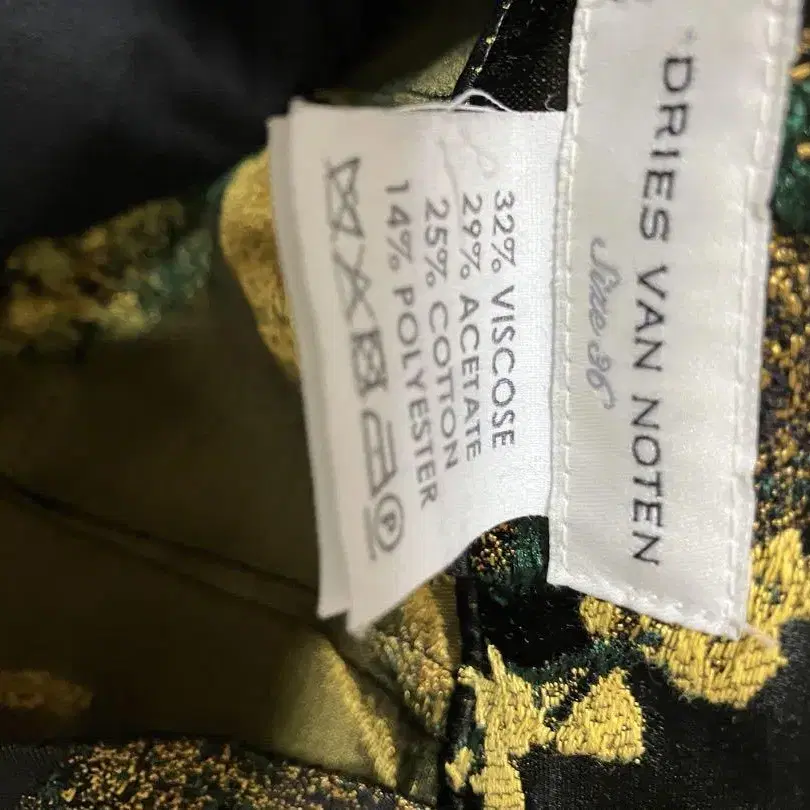 DRIES VAN NOTEN
Size 36
32% VISCOSE
29% ACETATE
25% COTTON
14% POLYESTER
P